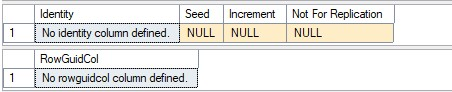 Identity Seed Increment Not For Replication
1 No identity column defined. NULL NULL NULL
RowGuidCol
1 No rowguidcol column defined.